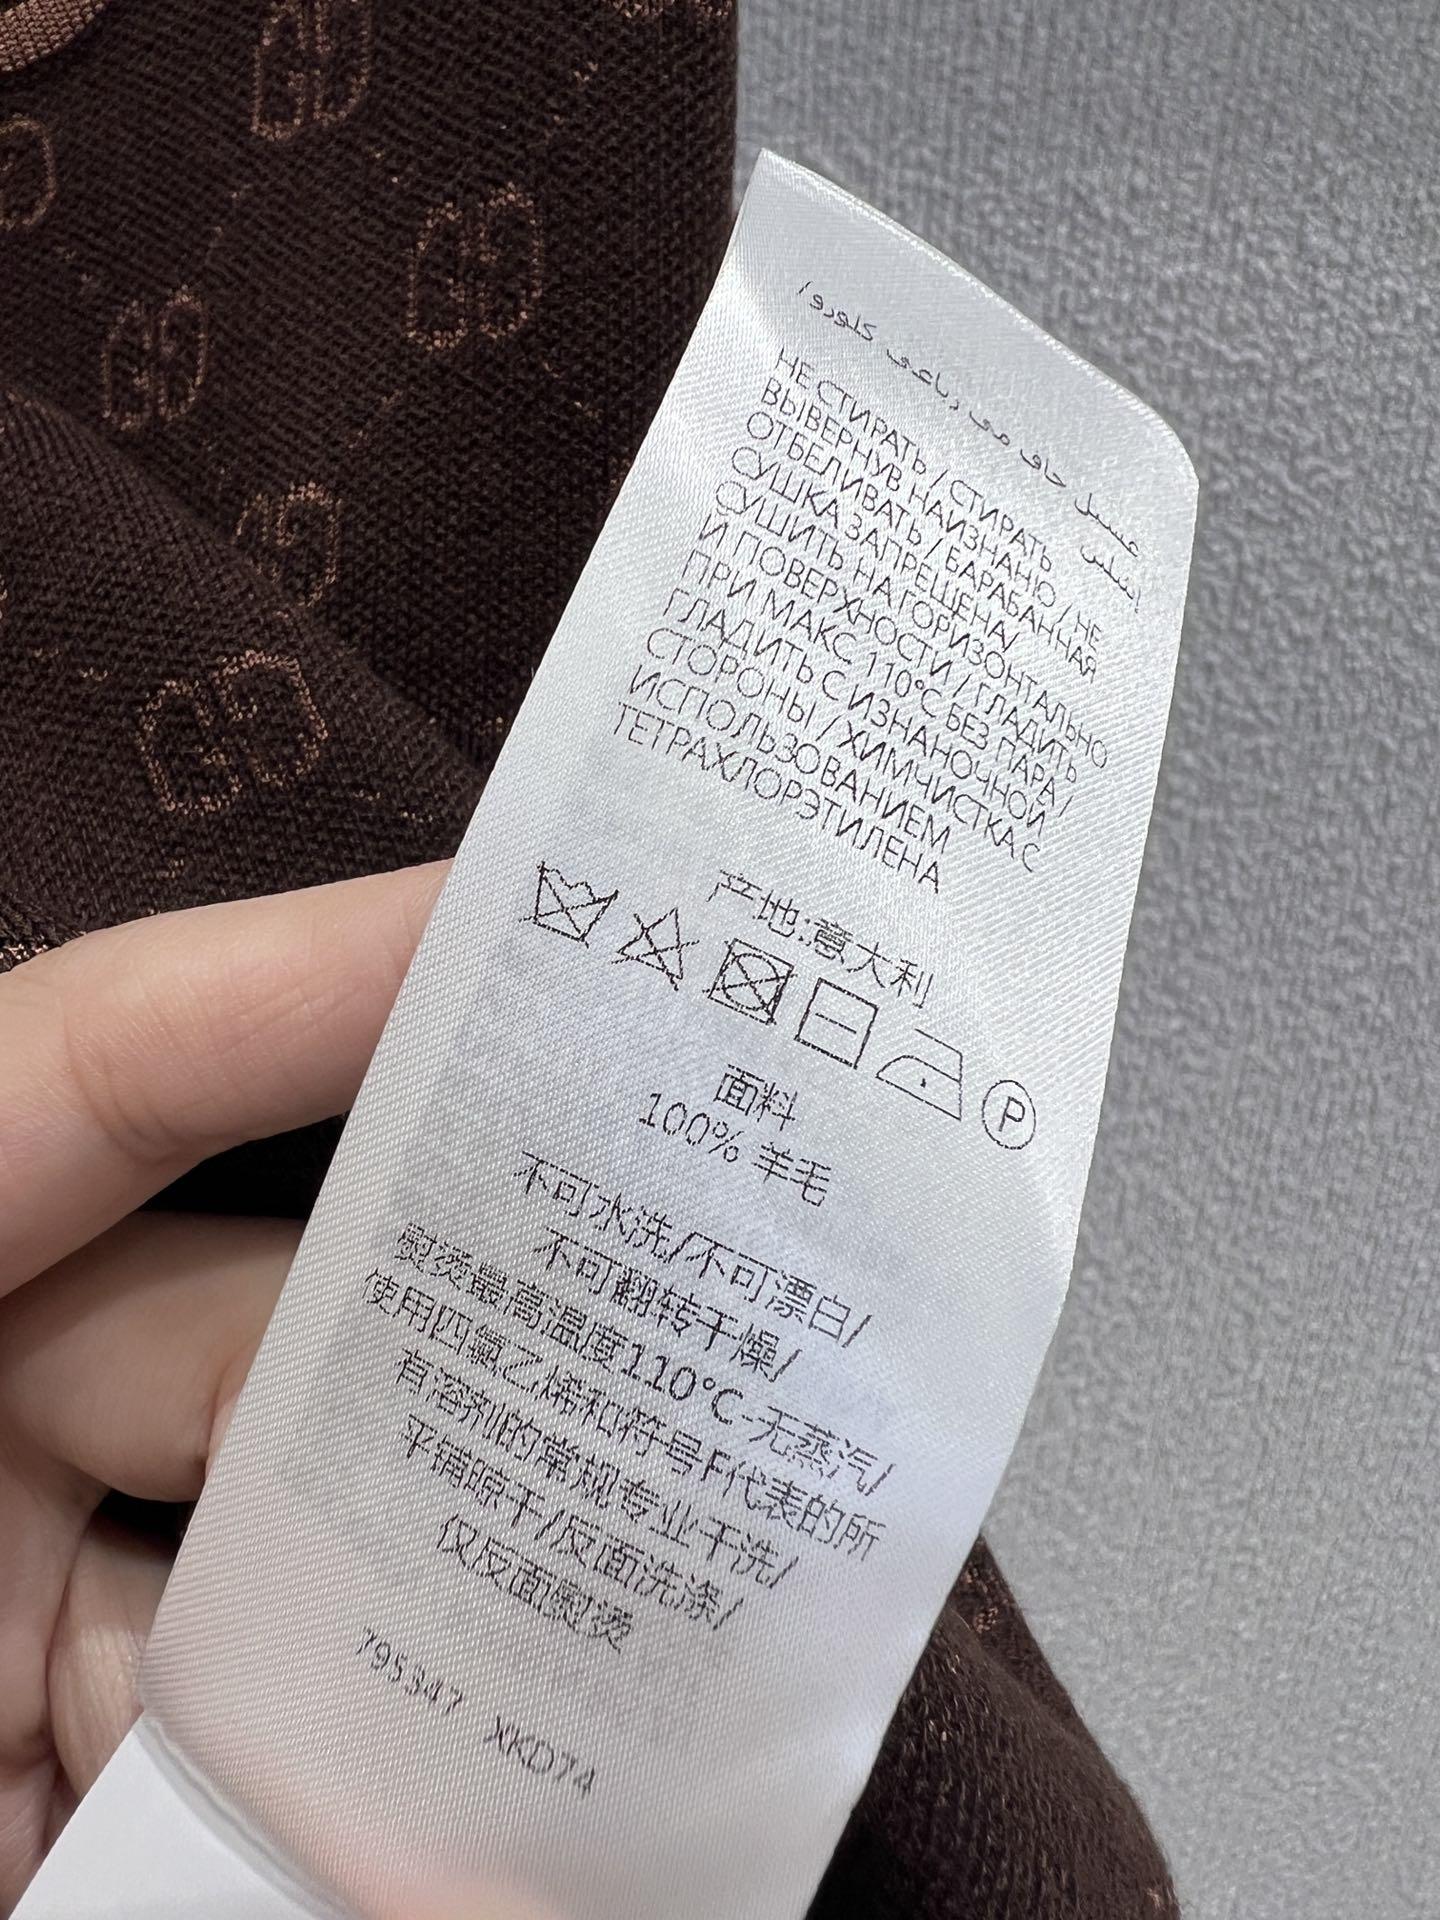 НЕ СТИРАТЬ / СТИРАТЬ
ВЫВЕРНУВ НАИЗНАНЮ / НЕ
ОТБЕЛИВАТЬ / БАРАБАННАЯ
СУШКА ЗАПРЕЩЕНА/
СУШИТЬ НА ГОРИЗОНТАЛЬНО
И ПОВЕРХНОСТИ / ГЛАДИТЬ
ПРИ МАКС 110°C БЕЗ ПАРА /
ГЛАДИТЬ С ИЗНАНОЧНОЙ
СТОРОНЫ / ХИМЧИСТКА С
ИСПОЛЬЗОВАНИЕМ
ТЕТРАХЛОРЭТИЛЕНА
产地:意大利
P
面料
100% 羊毛
不可水洗/不可漂白/
不可翻转干燥/
熨烫最高温度110°C-无蒸汽/
使用四氯乙烯和符号F代表的所
有溶剂的常规专业干洗/
平铺晾干/反面洗涤/
仅反面熨烫
795347 XKD74